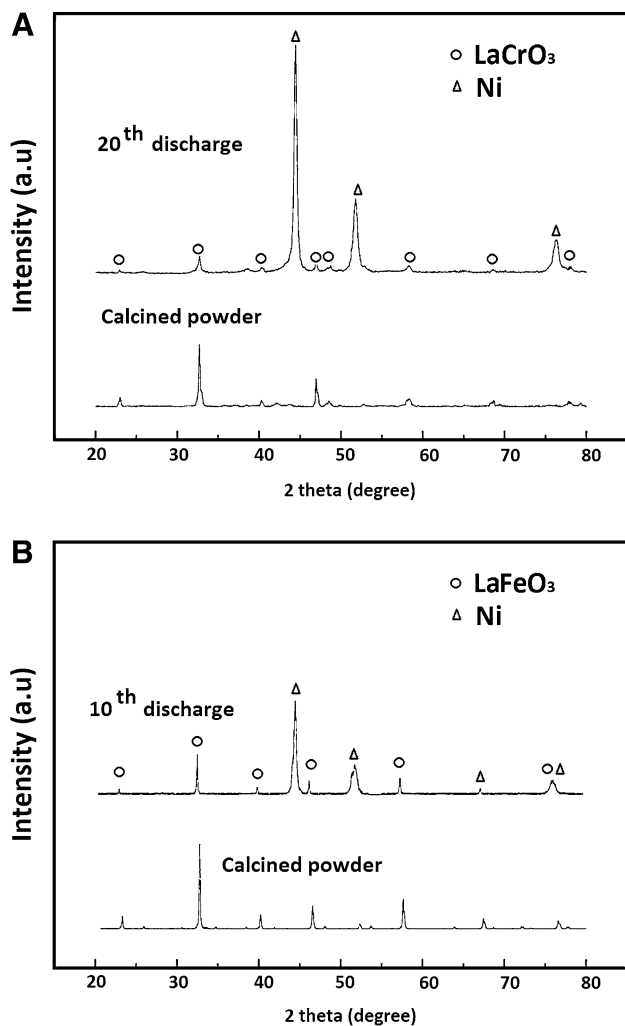 A
LaCrO₃
Ni
20th discharge
Calcined powder
Intensity (a.u)
20 30 40 50 60 70 80
2 theta (degree)
B
LaFeO₃
Ni
10th discharge
Calcined powder
Intensity (a.u)
20 30 40 50 60 70 80
2 theta (degree)